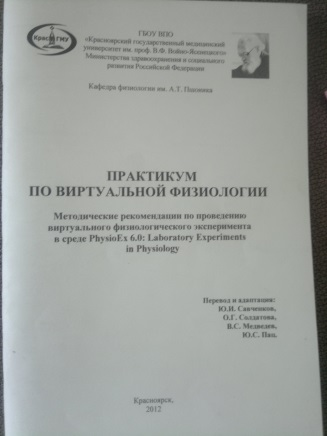 Крас ГМУ
ГБОУ ВПО
«Красноярский государственный медицинский
университет им. проф. В.Ф. Войно-Ясенецкого»
Министерства здравоохранения и социального
развития Российской Федерации
Кафедра физиологии им. А.Т. Пшоника
ПРАКТИКУМ
ПО ВИРТУАЛЬНОЙ ФИЗИОЛОГИИ
Методические рекомендации по проведению
виртуального физиологического эксперимента
в среде PhysioEx 6.0: Laboratory Experiments
in Physiology
Перевод и адаптация:
Ю.И. Савченков,
О.Г. Солдатова,
В.С. Медведев,
Ю.С. Пац.
Красноярск,
2012